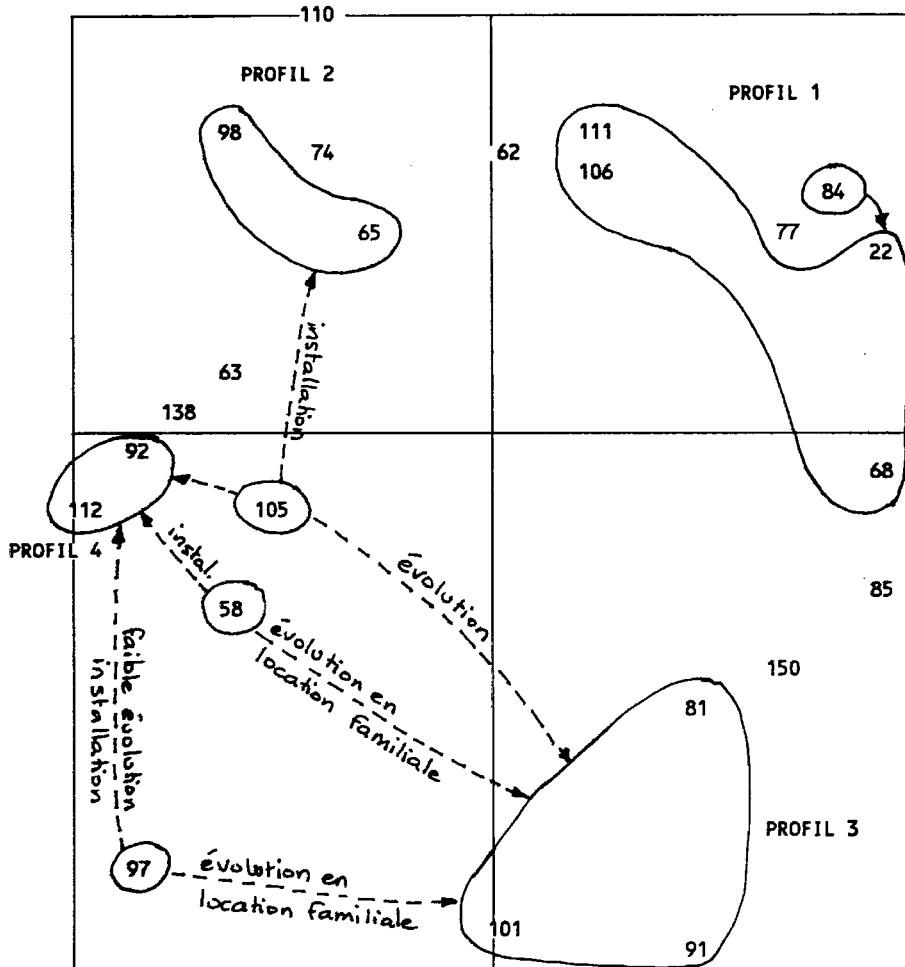 110
PROFIL 2
PROFIL 1
98
74
62
111
106
84
65
77
22
installation
63
138
92
68
112
105
PROFIL 4
instal.
évolution
58
85
évolution en
location familiale
faible évolution
installation
150
81
PROFIL 3
97
évolution en
location familiale
101
91